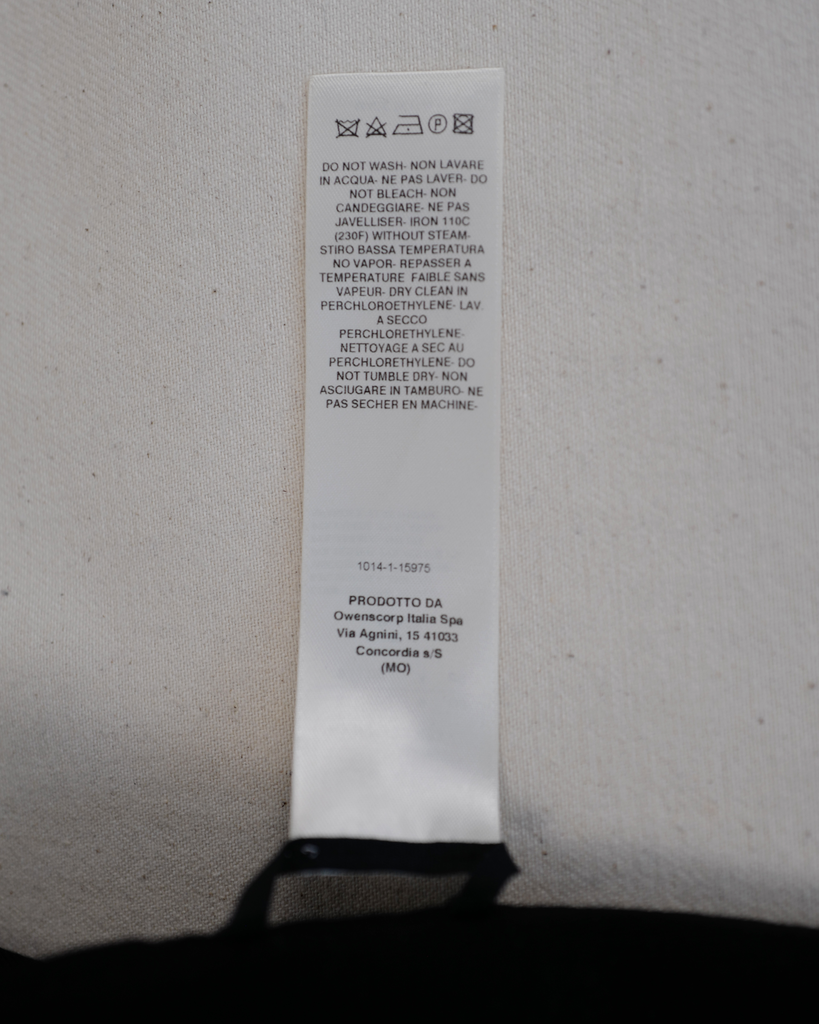 P
DO NOT WASH- NON LAVARE
IN ACQUA- NE PAS LAVER- DO
NOT BLEACH- NON
CANDEGGIARE- NE PAS
JAVELLISER- IRON 110C
(230F) WITHOUT STEAM-
STIRO BASSA TEMPERATURA
NO VAPOR- REPASSER A
TEMPERATURE FAIBLE SANS
VAPEUR- DRY CLEAN IN
PERCHLOROETHYLENE- LAV.
A SECCO
PERCHLORETHYLENE-
NETTOYAGE A SEC AU
PERCHLORETHYLENE- DO
NOT TUMBLE DRY- NON
ASCIUGARE IN TAMBURO- NE
PAS SECHER EN MACHINE-
1014-1-15975
PRODOTTO DA
Owenscorp Italia Spa
Via Agnini, 15 41033
Concordia s/S
(MO)